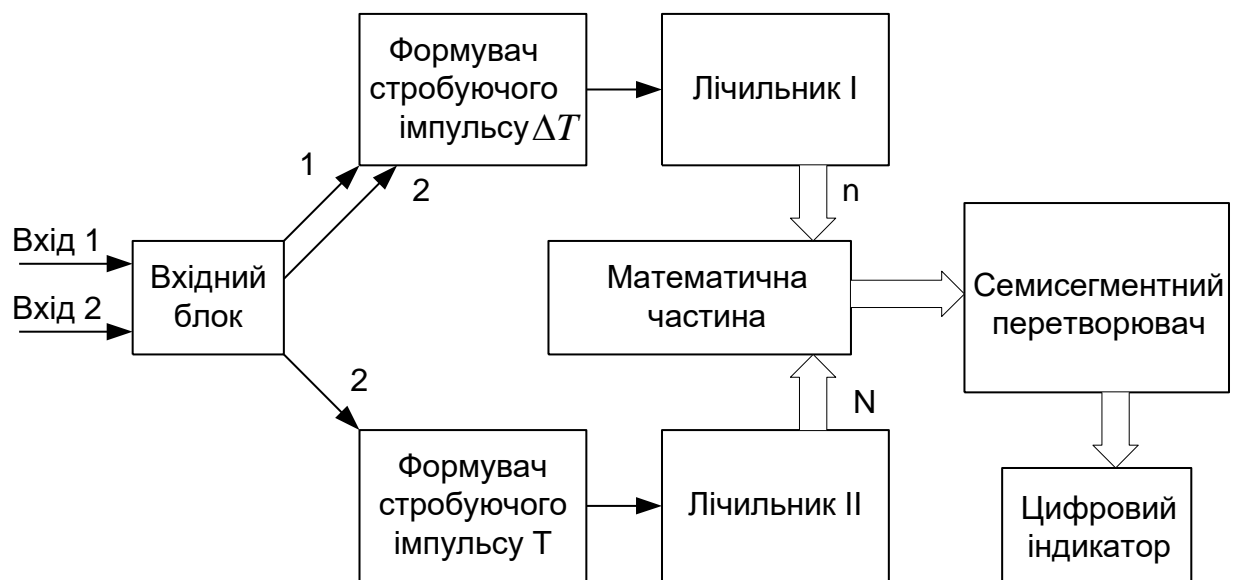 Формувач
стробуючого
імпульсу ΔT
Лічильник I
1
2
n
Вхід 1
Вхід 2
Вхідний
блок
Математична
частина
Семисегментний
перетворювач
2
N
Формувач
стробуючого
імпульсу T
Лічильник II
Цифровий
індикатор